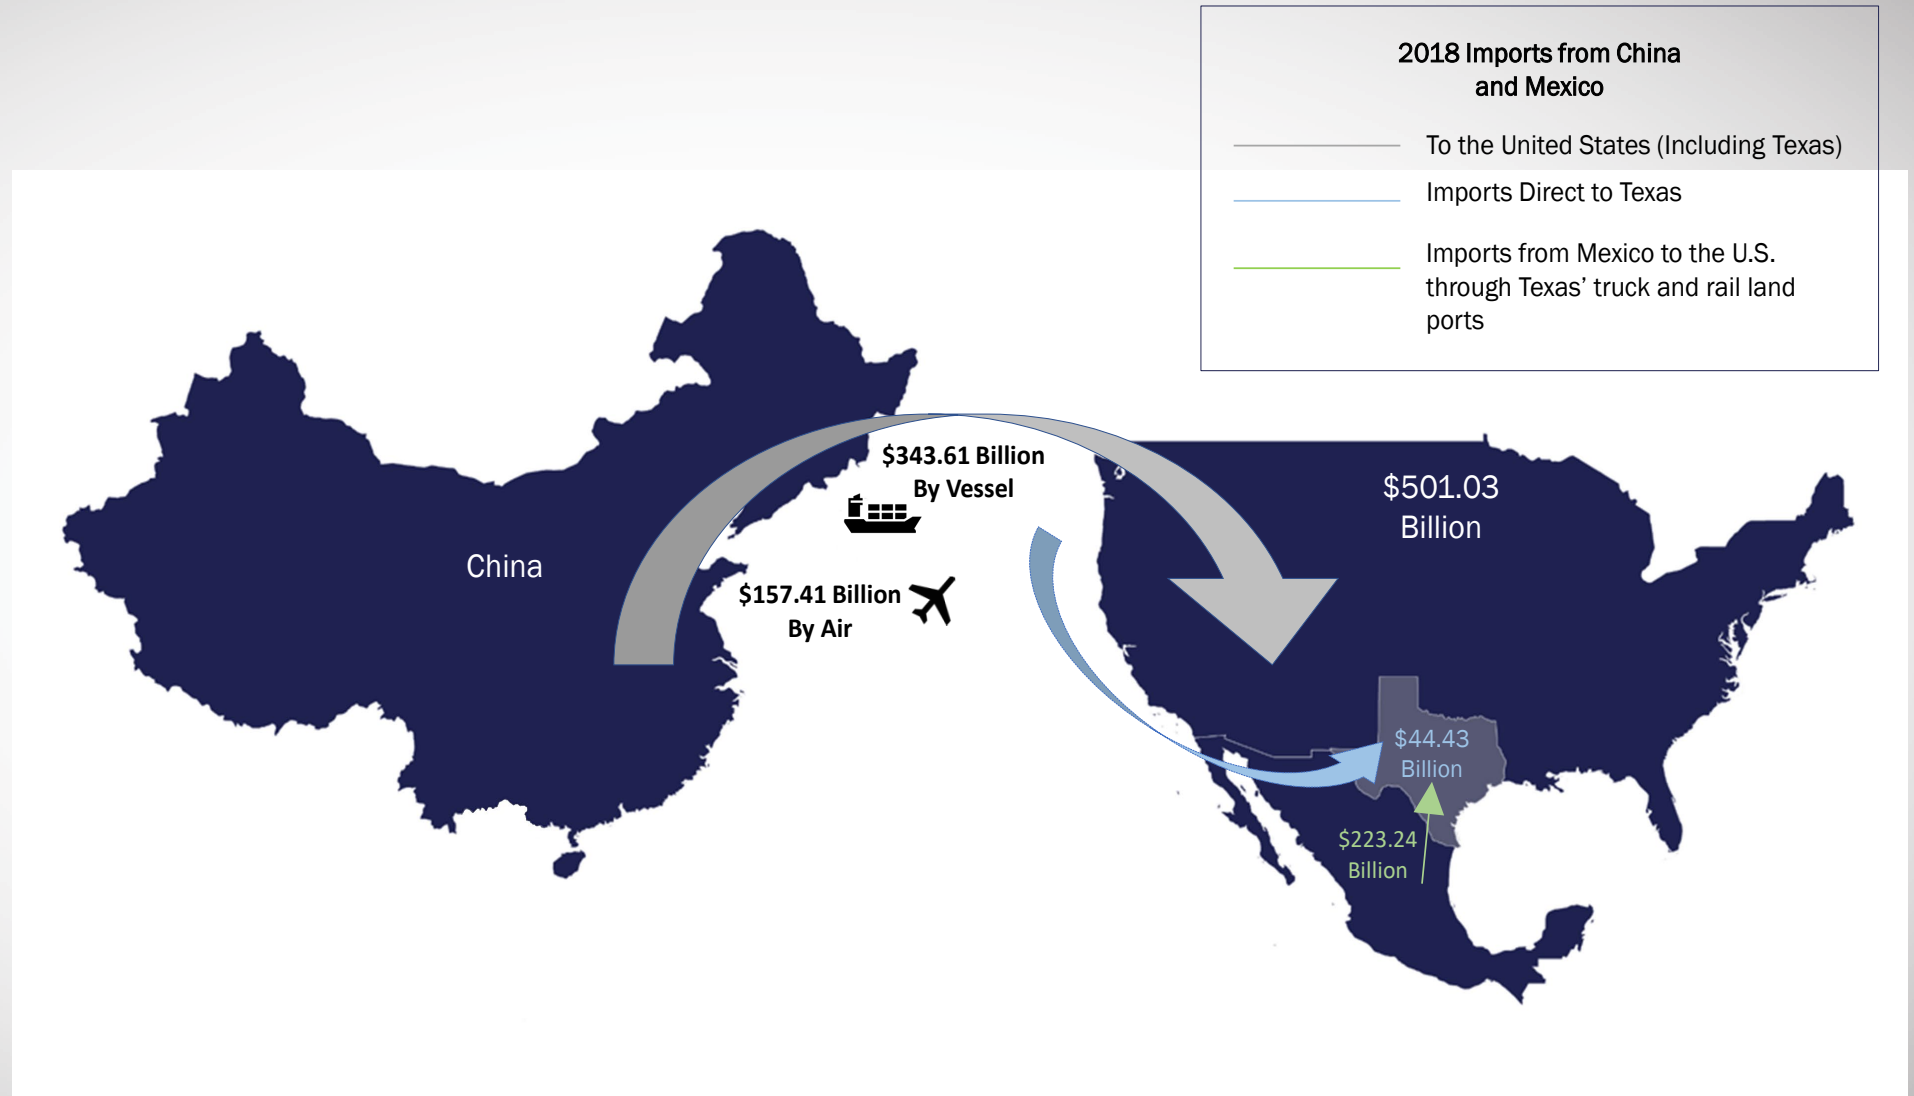 2018 Imports from China
and Mexico
To the United States (Including Texas)
Imports Direct to Texas
Imports from Mexico to the U.S.
through Texas’ truck and rail land
ports
$343.61 Billion
By Vessel
$501.03
Billion
China
$157.41 Billion
By Air
$44.43
Billion
$223.24
Billion